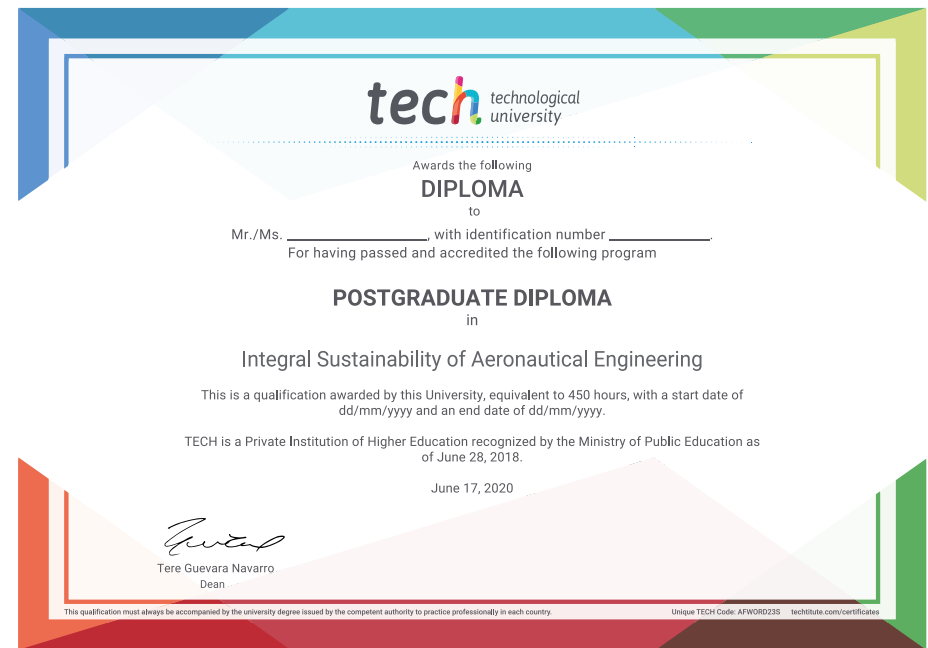 tech technological
university
Awards the following
DIPLOMA
to
Mr./Ms. ____________________, with identification number ______________.
For having passed and accredited the following program
POSTGRADUATE DIPLOMA
in
Integral Sustainability of Aeronautical Engineering
This is a qualification awarded by this University, equivalent to 450 hours, with a start date of
dd/mm/yyyy and an end date of dd/mm/yyyy.
TECH is a Private Institution of Higher Education recognized by the Ministry of Public Education as
of June 28, 2018.
June 17, 2020
Tere Guevara Navarro
Dean
This qualification must always be accompanied by the university degree issued by the competent authority to practice professionally in each country. Unique TECH Code: AFWORD23S techtitute.com/certificates